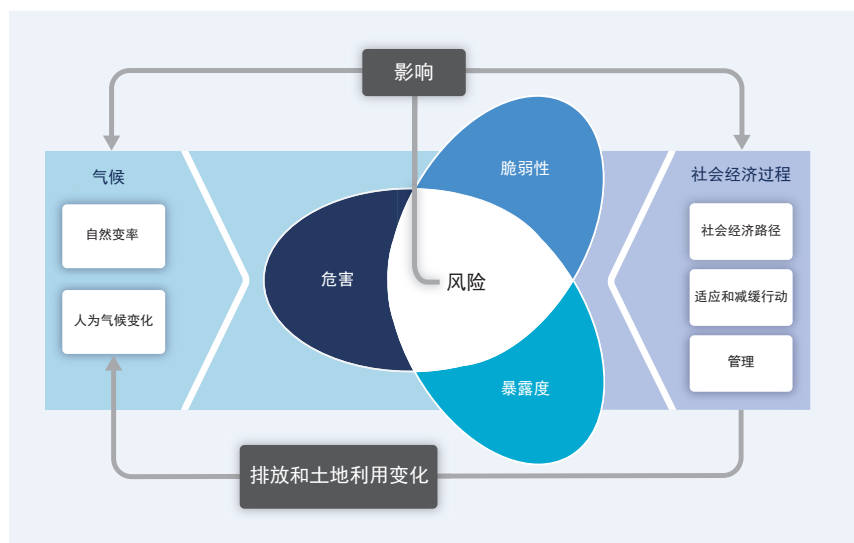 影响
气候
自然变率
人为气候变化
脆弱性
危害
风险
暴露度
社会经济过程
社会经济路径
适应和减缓行动
管理
排放和土地利用变化